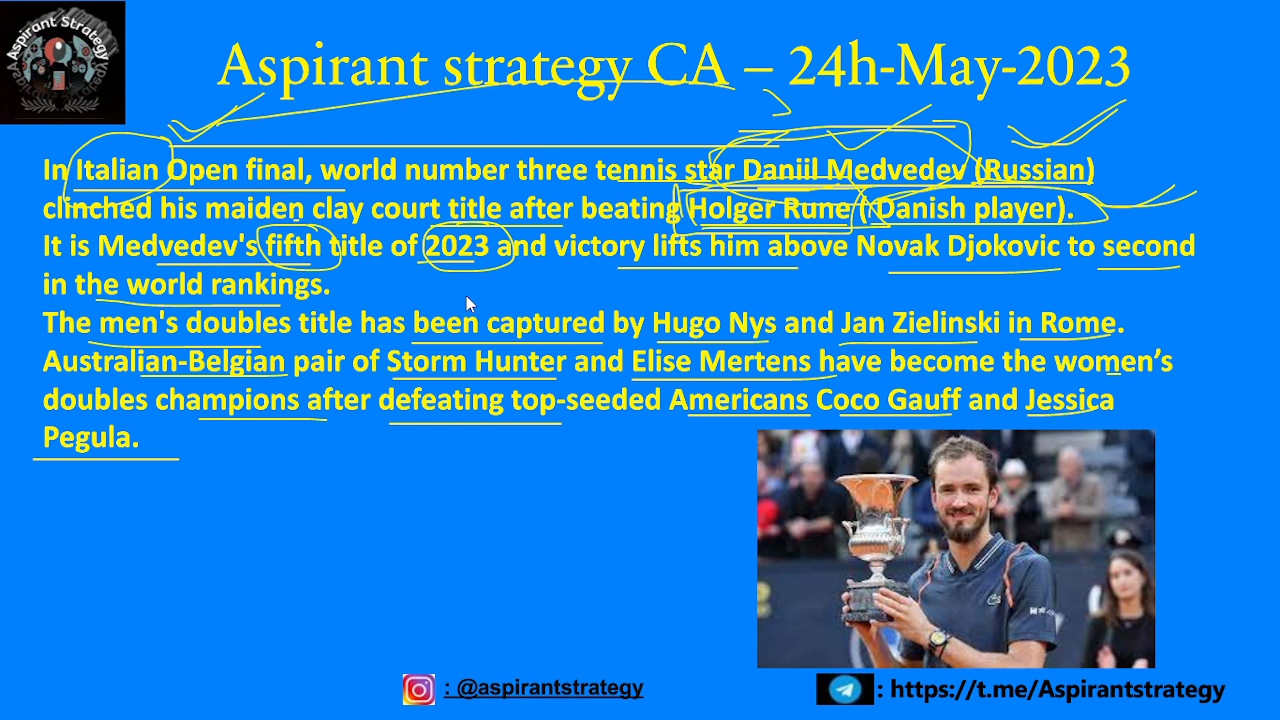 Aspirant Strategy
Aspirant strategy CA – 24h-May-2023
In Italian Open final, world number three tennis star Daniil Medvedev (Russian)
clinched his maiden clay court title after beating Holger Rune ( Danish player).
It is Medvedev's fifth title of 2023 and victory lifts him above Novak Djokovic to second
in the world rankings.
The men's doubles title has been captured by Hugo Nys and Jan Zielinski in Rome.
Australian-Belgian pair of Storm Hunter and Elise Mertens have become the women’s
doubles champions after defeating top-seeded Americans Coco Gauff and Jessica
Pegula.
: @aspirantstrategy
: https://t.me/Aspirantstrategy